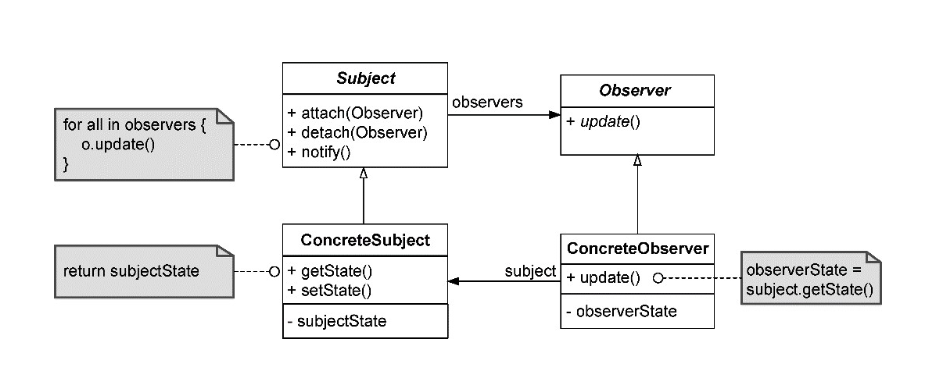 Subject
+ attach(Observer)
+ detach(Observer)
+ notify()
observers
Observer
+ update()
for all in observers {
o.update()
}
ConcreteSubject
+ getState()
+ setState()
- subjectState
return subjectState
subject
ConcreteObserver
+ update()
- observerState
observerState =
subject.getState()